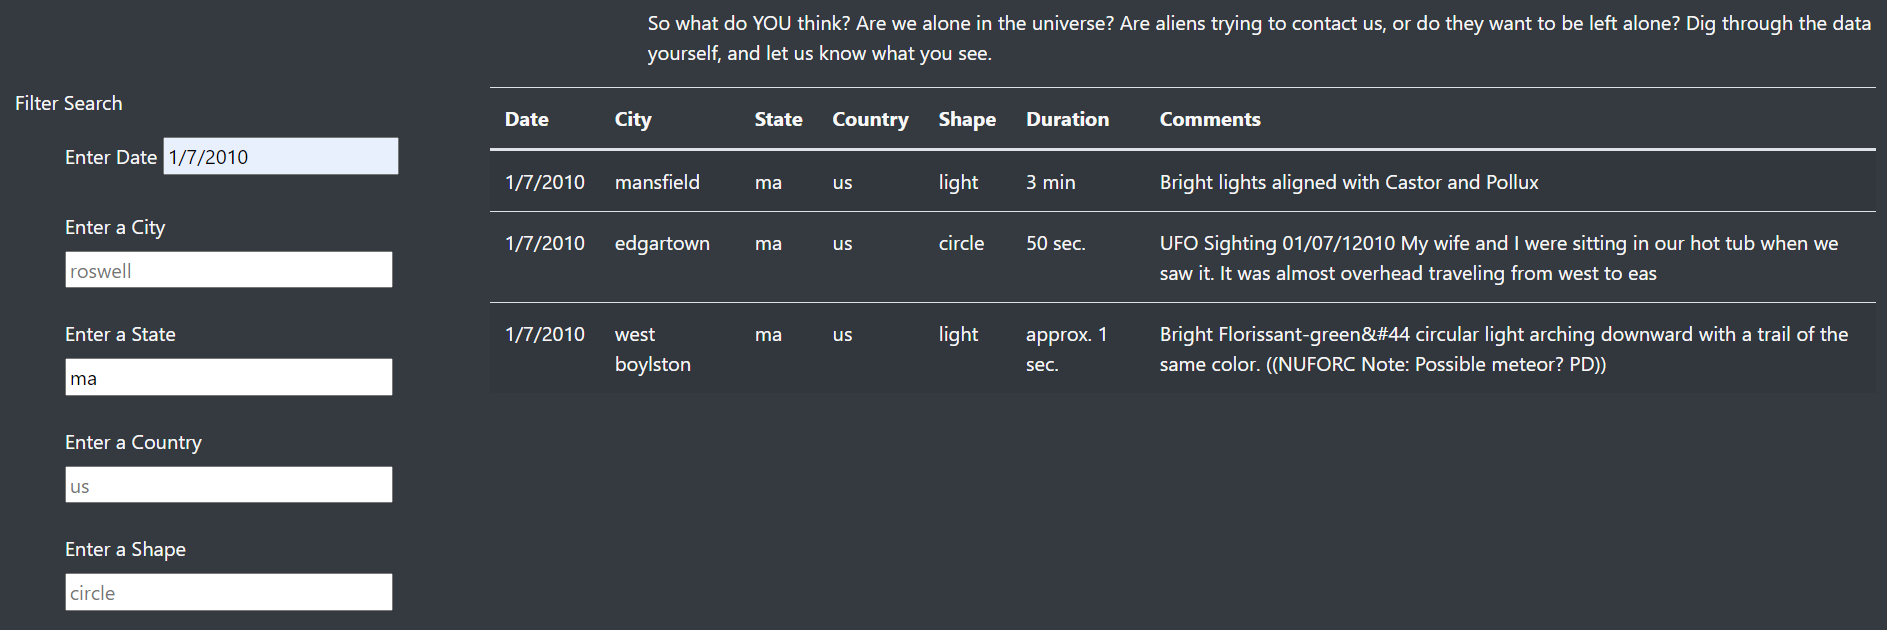 So what do YOU think? Are we alone in the universe? Are aliens trying to contact us, or do they want to be left alone? Dig through the data
yourself, and let us know what you see.
Filter Search
Enter Date 1/7/2010
Enter a City
roswell
Enter a State
ma
Enter a Country
us
Enter a Shape
circle
Date City State Country Shape Duration Comments
1/7/2010 mansfield ma us light 3 min Bright lights aligned with Castor and Pollux
1/7/2010 edgartown ma us circle 50 sec. UFO Sighting 01/07/12010 My wife and I were sitting in our hot tub when we
saw it. It was almost overhead traveling from west to eas
1/7/2010 west ma us light approx. 1 Bright Florissant-green&#44 circular light arching downward with a trail of the
boylston sec. same color. ((NUFORC Note: Possible meteor? PD))